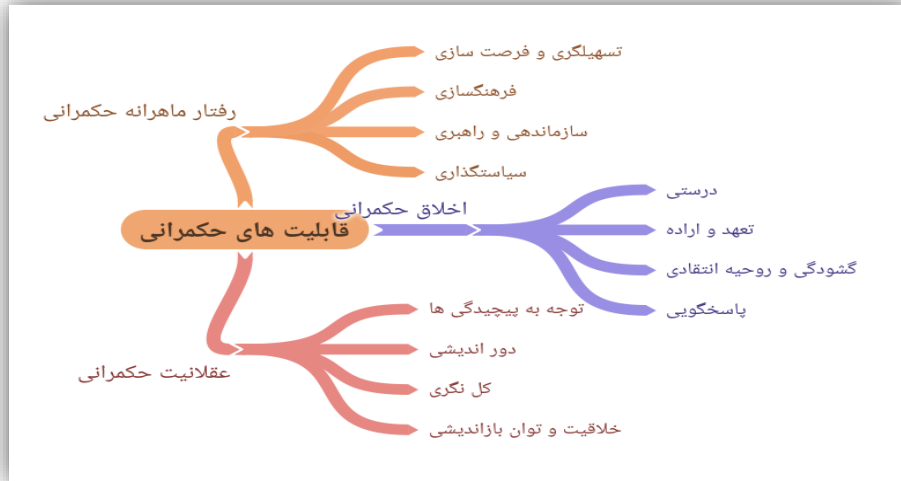 قابلیت های حکمرانی
رفتار ماهرانه حکمرانی
تسهیلگری و فرصت سازی
فرهنگسازی
سازماندهی و راهبری
سیاستگذاری
اخلاق حکمرانی
درستی
تعهد و اراده
گشودگی و روحیه انتقادی
پاسخگویی
عقلانیت حکمرانی
توجه به پیچیدگی ها
دور اندیشی
کل نگری
خلاقیت و توان بازاندیشی